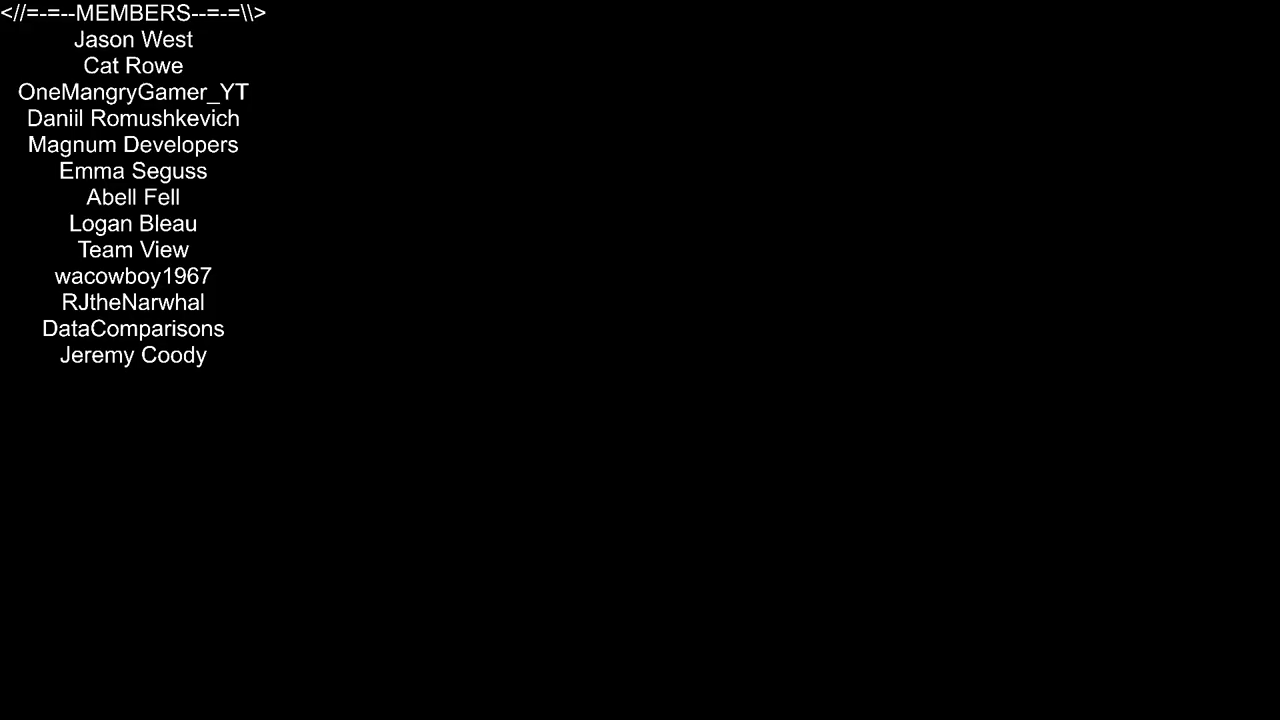 <//=-=--MEMBERS--=-=\\>
Jason West
Cat Rowe
OneMangryGamer_YT
Daniil Romushkevich
Magnum Developers
Emma Seguss
Abell Fell
Logan Bleau
Team View
wacowboy1967
RJtheNarwhal
DataComparisons
Jeremy Coody